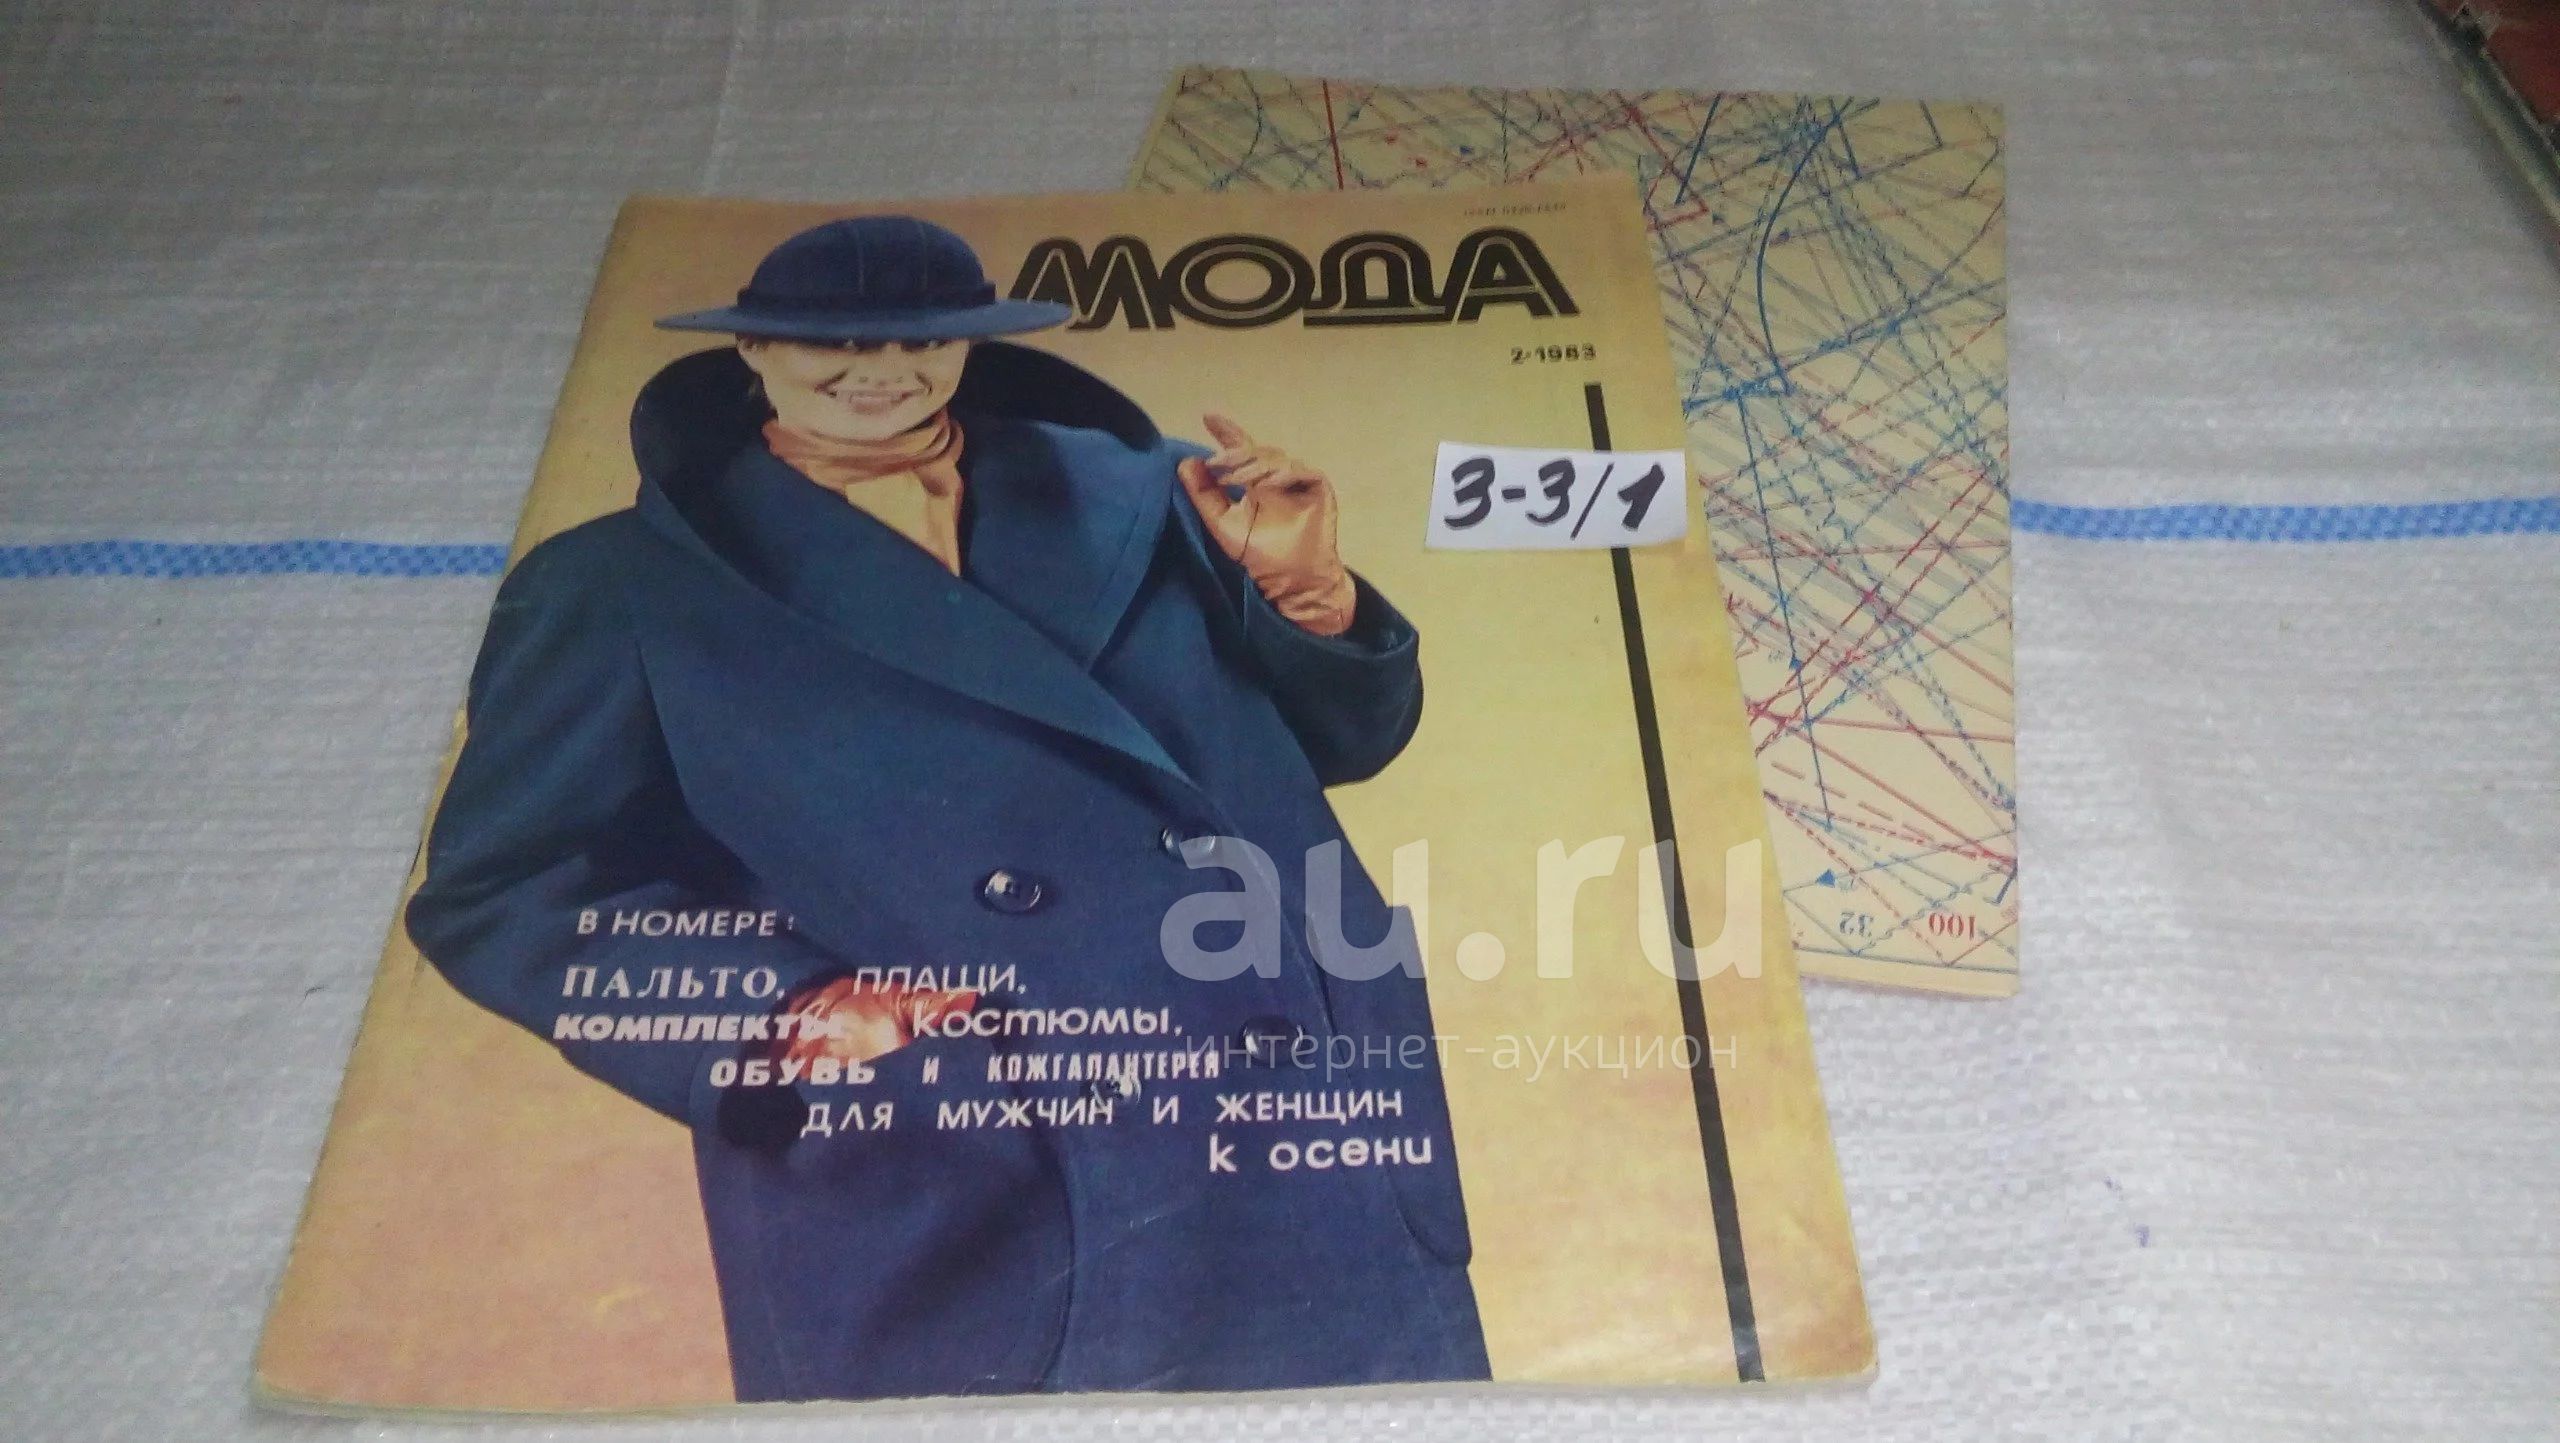 МОДА
2·1983
3-3/1
В НОМЕРЕ:
ПАЛЬТО, ПЛАЩИ,
КОМПЛЕКТЫ, КОСТЮМЫ,
ОБУВЬ И КОЖГАЛАНТЕРЕЯ
ДЛЯ МУЖЧИН И ЖЕНЩИН
К ОСЕНИ
32 100
au.ru
интернет-аукцион